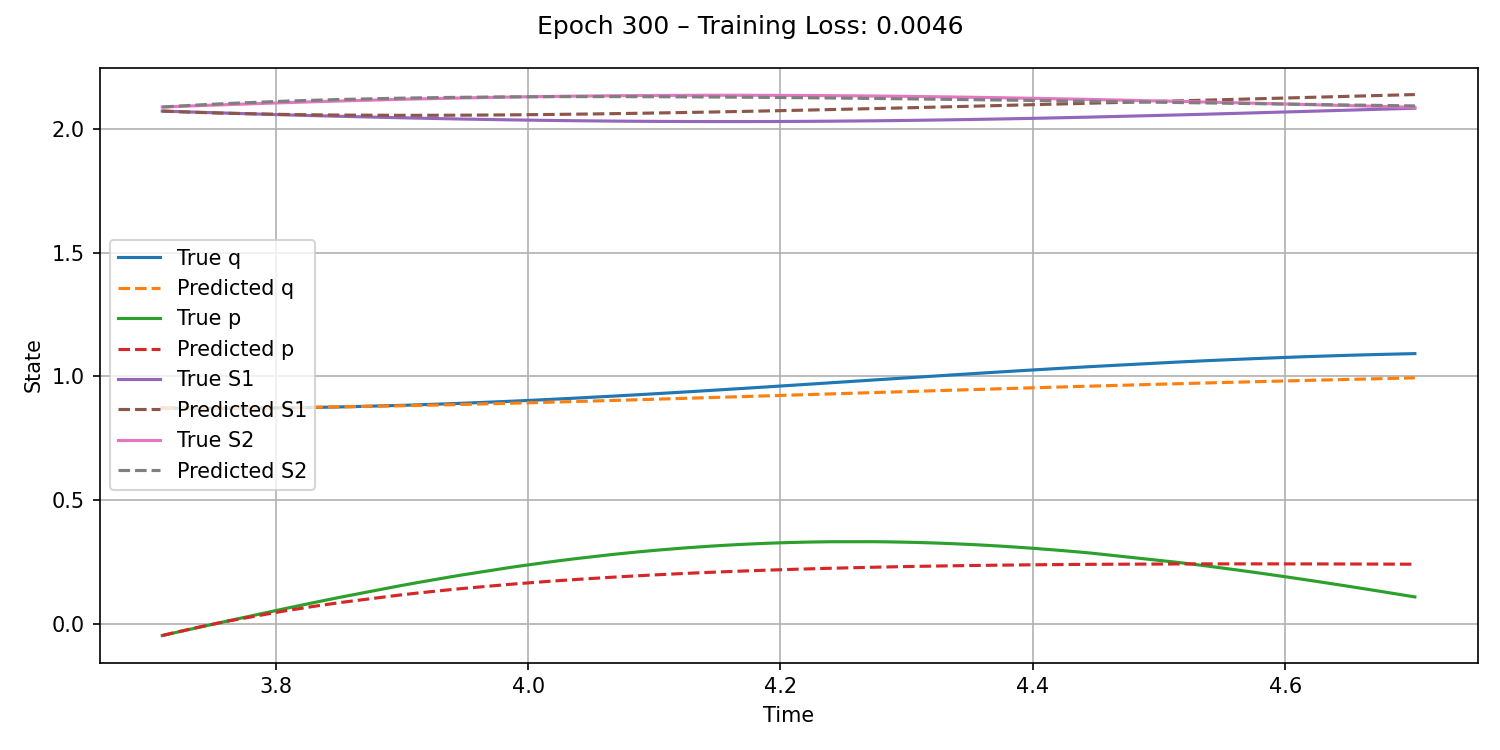 Epoch 300 – Training Loss: 0.0046
2.0
1.5
1.0
0.5
0.0
State
True q
Predicted q
True p
Predicted p
True S1
Predicted S1
True S2
Predicted S2
3.8
4.0
4.2
4.4
4.6
Time